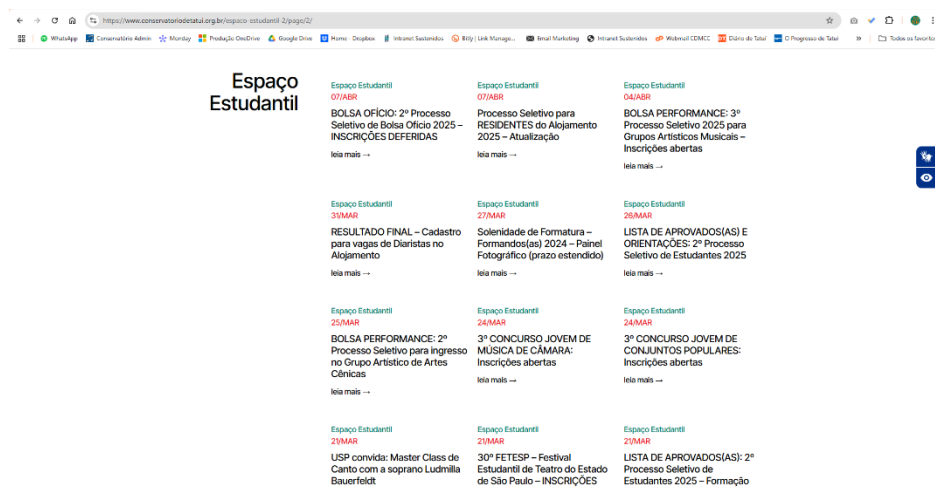 https://www.conservatoriodetatui.org.br/espaco-estudantil-2/page/2/
WhatsApp Conservatório Admin Monday Produção OneDrive Google Drive Home - Dropbox Intranet Sustenidos Bitly | Link Manage... Email Marketing Intranet Sustenidos Webmail CDMCC Diário de Tatuí O Progresso de Tatuí » Todos os favoritos
Espaço
Estudantil
Espaço Estudantil
07/ABR
BOLSA OFÍCIO: 2º Processo
Seletivo de Bolsa Ofício 2025 –
INSCRIÇÕES DEFERIDAS
leia mais →
Espaço Estudantil
07/ABR
Processo Seletivo para
RESIDENTES do Alojamento
2025 – Atualização
leia mais →
Espaço Estudantil
04/ABR
BOLSA PERFORMANCE: 3º
Processo Seletivo 2025 para
Grupos Artísticos Musicais –
Inscrições abertas
leia mais →
Espaço Estudantil
31/MAR
RESULTADO FINAL – Cadastro
para vagas de Diaristas no
Alojamento
leia mais →
Espaço Estudantil
27/MAR
Solenidade de Formatura –
Formandos(as) 2024 – Painel
Fotográfico (prazo estendido)
leia mais →
Espaço Estudantil
26/MAR
LISTA DE APROVADOS(AS) E
ORIENTAÇÕES: 2º Processo
Seletivo de Estudantes 2025
leia mais →
Espaço Estudantil
25/MAR
BOLSA PERFORMANCE: 2º
Processo Seletivo para ingresso
no Grupo Artístico de Artes
Cênicas
leia mais →
Espaço Estudantil
24/MAR
3º CONCURSO JOVEM DE
MÚSICA DE CÂMARA:
Inscrições abertas
leia mais →
Espaço Estudantil
24/MAR
3º CONCURSO JOVEM DE
CONJUNTOS POPULARES:
Inscrições abertas
leia mais →
Espaço Estudantil
21/MAR
USP convida: Master Class de
Canto com a soprano Ludmilla
Bauerfeldt
Espaço Estudantil
21/MAR
30º FETESP – Festival
Estudantil de Teatro do Estado
de São Paulo – INSCRIÇÕES
Espaço Estudantil
21/MAR
LISTA DE APROVADOS(AS): 2º
Processo Seletivo de
Estudantes 2025 – Formação